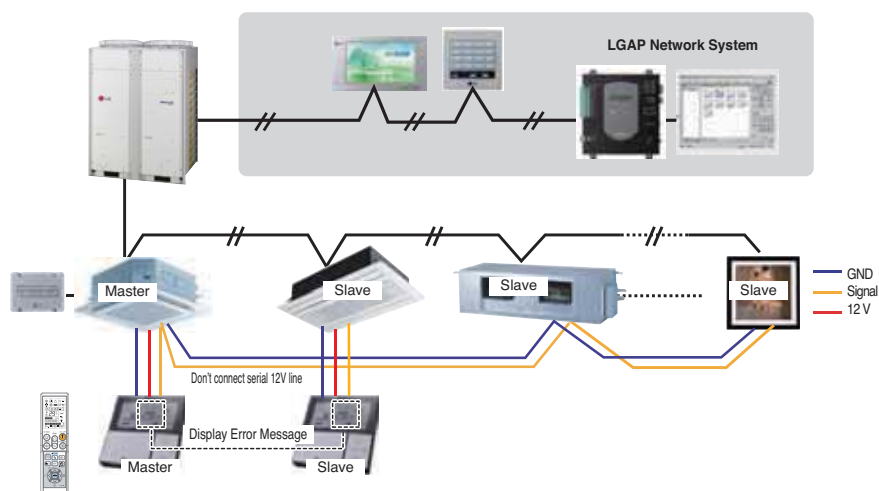 LGAP Network System
Master
Slave
Slave
Slave
GND
Signal
12 V
Don't connect serial 12V line
Display Error Message
Master
Slave